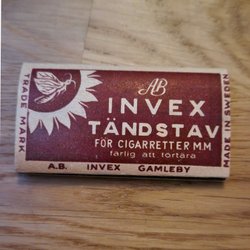 TRADE MARK
AB
INVEX
TÄNDSTAV
FÖR CIGARRETTER M.M
farlig att förtära
A.B. INVEX GAMLEBY
MADE IN SWEDEN